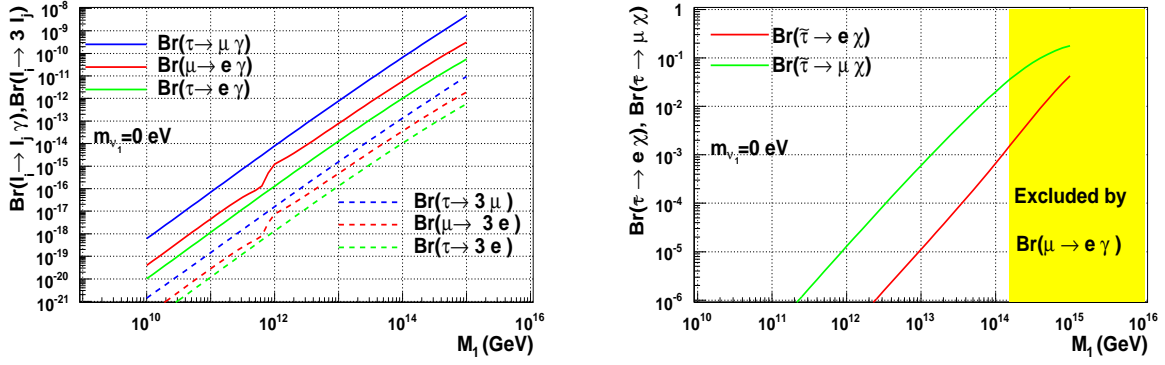 Br(l_i → l_j γ),Br(l_i → 3 l_j)
10^-8
10^-9
10^-10
10^-11
10^-12
10^-13
10^-14
10^-15
10^-16
10^-17
10^-18
10^-19
10^-20
10^-21
Br(τ→ μ γ)
Br(μ→ e γ)
Br(τ→ e γ)
m_ν1=0 eV
Br(τ→ 3 μ )
Br(μ→ 3 e )
Br(τ→ 3 e )
10^10
10^12
10^14
10^16
M_1 (GeV)
Br(τ̃ → e χ), Br(τ̃ → μ χ)
1
10^-1
10^-2
10^-3
10^-4
10^-5
10^-6
Br(τ̃ → e χ)
Br(τ̃ → μ χ)
m_ν1=0 eV
Excluded by
Br(μ → e γ )
10^10
10^11
10^12
10^13
10^14
10^15
10^16
M_1 (GeV)